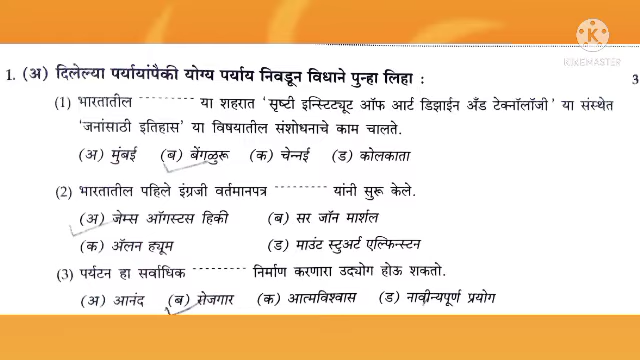 KINEMASTER
1. (अ) दिलेल्या पर्यायांपैकी योग्य पर्याय निवडून विधाने पुन्हा लिहा : 3
(1) भारतातील --------- या शहरात ‘सृष्टी इन्स्टिट्यूट ऑफ आर्ट डिझाईन अँड टेक्नॉलॉजी’ या संस्थेत
‘जनांसाठी इतिहास’ या विषयातील संशोधनाचे काम चालते.
(अ) मुंबई (ब) बेंगळुरू (क) चेन्नई (ड) कोलकाता
(2) भारतातील पहिले इंग्रजी वर्तमानपत्र -------- यांनी सुरू केले.
(अ) जेम्स ऑगस्टस हिकी (ब) सर जॉन मार्शल
(क) ॲलन ह्यूम (ड) माउंट स्टुअर्ट एल्फिन्स्टन
(3) पर्यटन हा सर्वाधिक --------- निर्माण करणारा उद्योग होऊ शकतो.
(अ) आनंद (ब) रोजगार (क) आत्मविश्वास (ड) नावीन्यपूर्ण प्रयोग